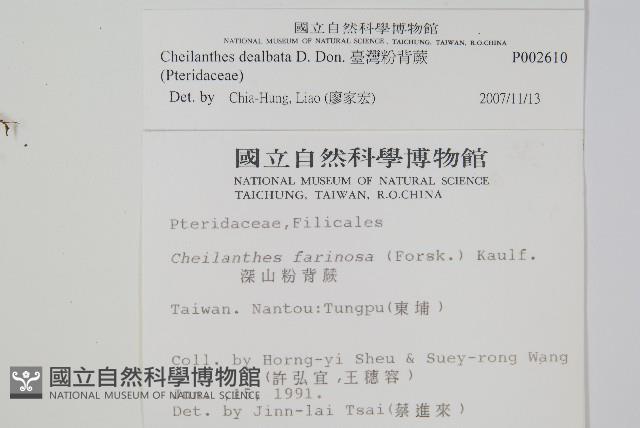 國立自然科學博物館
NATIONAL MUSEUM OF NATURAL SCIENCE, TAICHUNG, TAIWAN, R.O.CHINA
Cheilanthes dealbata D. Don. 臺灣粉背蕨 P002610
(Pteridaceae)
Det. by Chia-Hung, Liao (廖家宏) 2007/11/13
國立自然科學博物館
NATIONAL MUSEUM OF NATURAL SCIENCE
TAICHUNG, TAIWAN, R.O.CHINA
Pteridaceae,Filicales
Cheilanthes farinosa (Forsk.) Kaulf.
深山粉背蕨
Taiwan. Nantou:Tungpu(東埔)
Coll. by Horng-yi Sheu & Suey-rong Wang
(許弘宜,王穗容)
1991.
Det. by Jinn-lai Tsai(蔡進來)
國立自然科學博物館
NATIONAL MUSEUM OF NATURAL SCIENCE